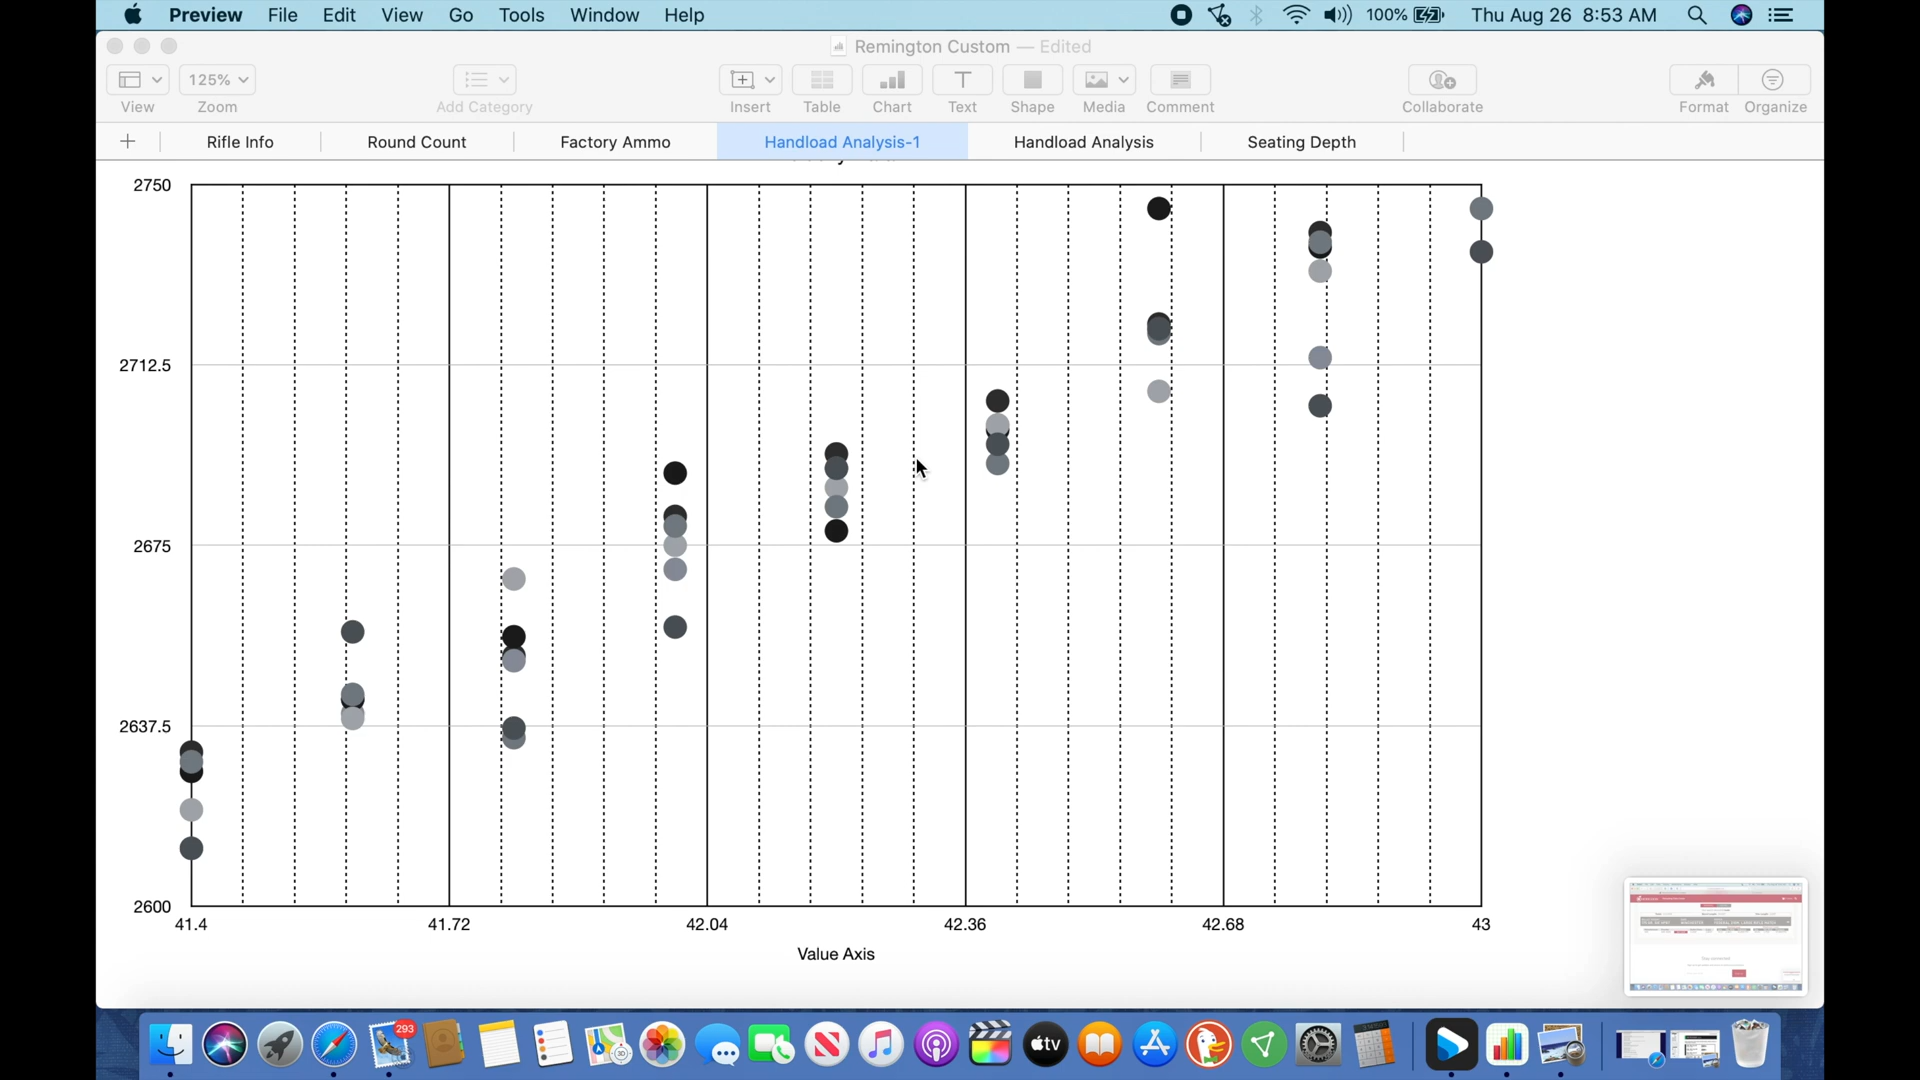 Preview File Edit View Go Tools Window Help 100% Thu Aug 26 8:53 AM
Remington Custom — Edited
125%
View Zoom Add Category Insert Table Chart Text Shape Media Comment Collaborate Format Organize
Rifle Info Round Count Factory Ammo Handload Analysis-1 Handload Analysis Seating Depth
2750
2712.5
2675
2637.5
2600
41.4 41.72 42.04 42.36 42.68 43
Value Axis
293
tv